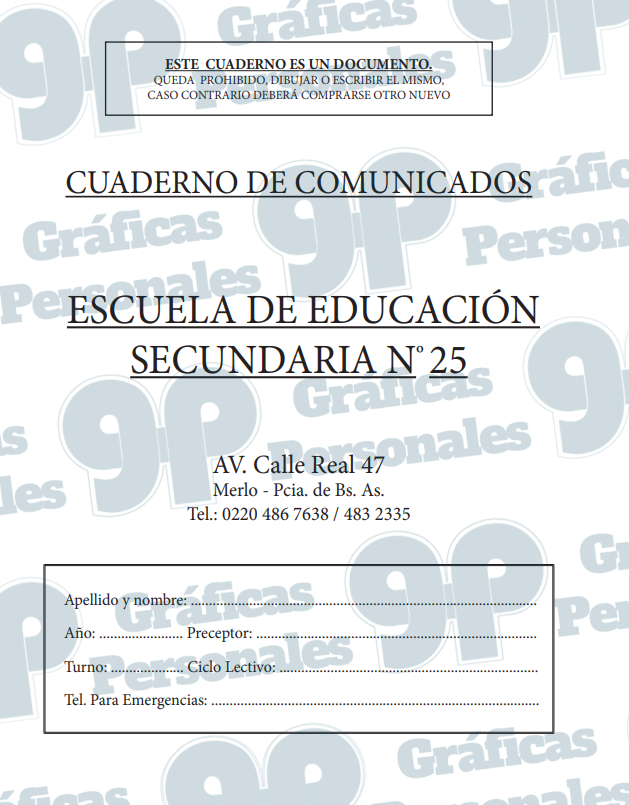 ESTE CUADERNO ES UN DOCUMENTO.
QUEDA PROHIBIDO, DIBUJAR O ESCRIBIR EL MISMO,
CASO CONTRARIO DEBERÁ COMPRARSE OTRO NUEVO
CUADERNO DE COMUNICADOS
ESCUELA DE EDUCACIÓN
SECUNDARIA Nº 25
AV. Calle Real 47
Merlo - Pcia. de Bs. As.
Tel.: 0220 486 7638 / 483 2335
Apellido y nombre: ....................................................................................
Año: ....................... Preceptor: ....................................................................
Turno: .................... Ciclo Lectivo: ...............................................................
Tel. Para Emergencias: ................................................................................
gp Gráficas Personales